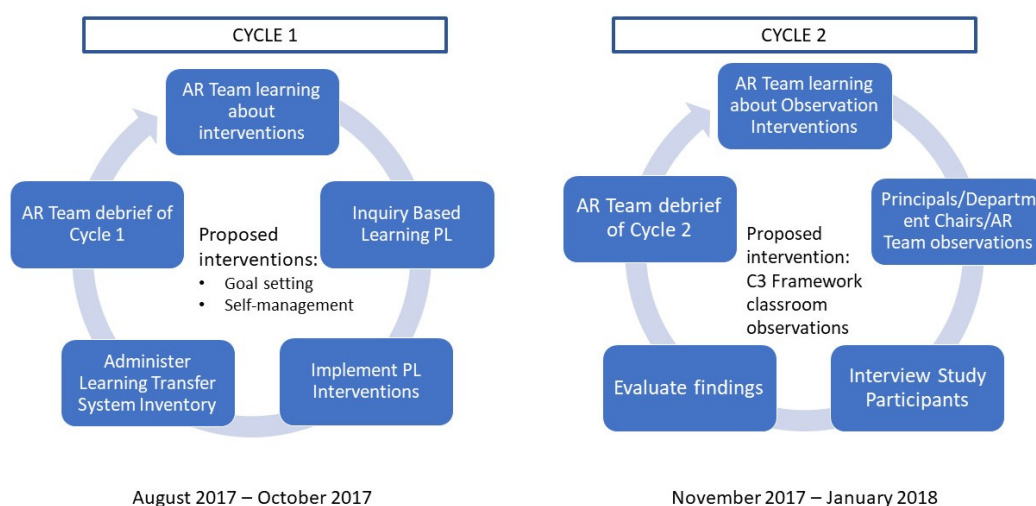 CYCLE 1
AR Team learning
about
interventions
Inquiry Based
Learning PL
Implement PL
Interventions
Administer
Learning Transfer
System Inventory
AR Team debrief of
Cycle 1
Proposed
interventions:
• Goal setting
• Self-management
August 2017 – October 2017
CYCLE 2
AR Team learning
about Observation
Interventions
Principals/Departm
ent Chairs/AR
Team observations
Interview Study
Participants
Evaluate findings
AR Team debrief
of Cycle 2
Proposed
intervention:
C3 Framework
classroom
observations
November 2017 – January 2018